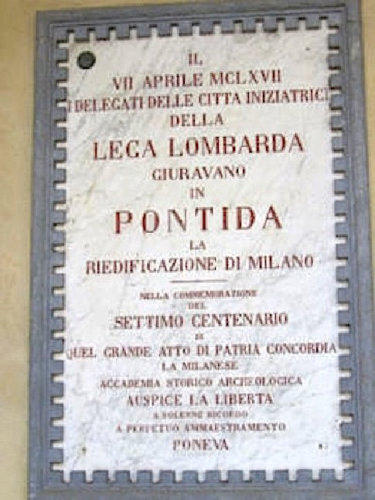 IL
VII APRILE MCLXVII
I DELEGATI DELLE CITTA INIZIATRICI
DELLA
LEGA LOMBARDA
GIURAVANO
IN
PONTIDA
LA
RIEDIFICAZIONE DI MILANO
NELLA COMMEMORAZIONE
DEL
SETTIMO CENTENARIO
DI
QUEL GRANDE ATTO DI PATRIA CONCORDIA
LA MILANESE
ACCADEMIA STORICO ARCHEOLOGICA
AUSPICE LA LIBERTA
A SOLENNE RICORDO
A PERPETUO AMMAESTRAMENTO
PONEVA